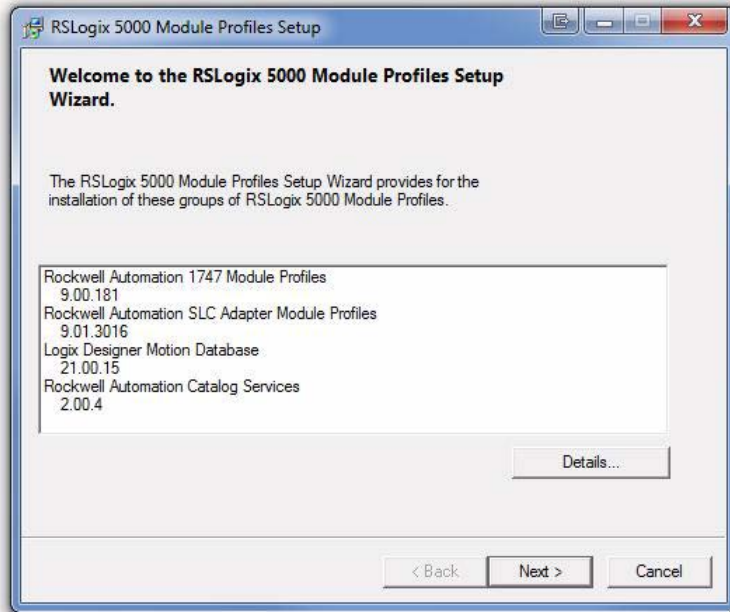 RSLogix 5000 Module Profiles Setup
Welcome to the RSLogix 5000 Module Profiles Setup
Wizard.
The RSLogix 5000 Module Profiles Setup Wizard provides for the
installation of these groups of RSLogix 5000 Module Profiles.
Rockwell Automation 1747 Module Profiles
9.00.181
Rockwell Automation SLC Adapter Module Profiles
9.01.3016
Logix Designer Motion Database
21.00.15
Rockwell Automation Catalog Services
2.00.4
Details...
< Back
Next >
Cancel